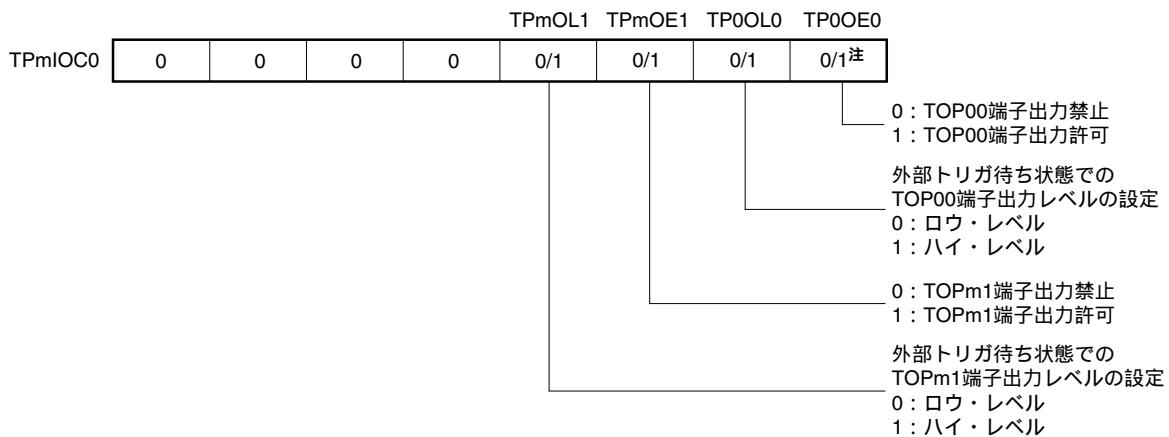 TPmOL1 TPmOE1 TP0OL0 TP0OE0
TPmIOC0 0 0 0 0 0/1 0/1 0/1 0/1注
0：TOP00端子出力禁止
1：TOP00端子出力許可
外部トリガ待ち状態での
TOP00端子出力レベルの設定
0：ロウ・レベル
1：ハイ・レベル
0：TOPm1端子出力禁止
1：TOPm1端子出力許可
外部トリガ待ち状態での
TOPm1端子出力レベルの設定
0：ロウ・レベル
1：ハイ・レベル